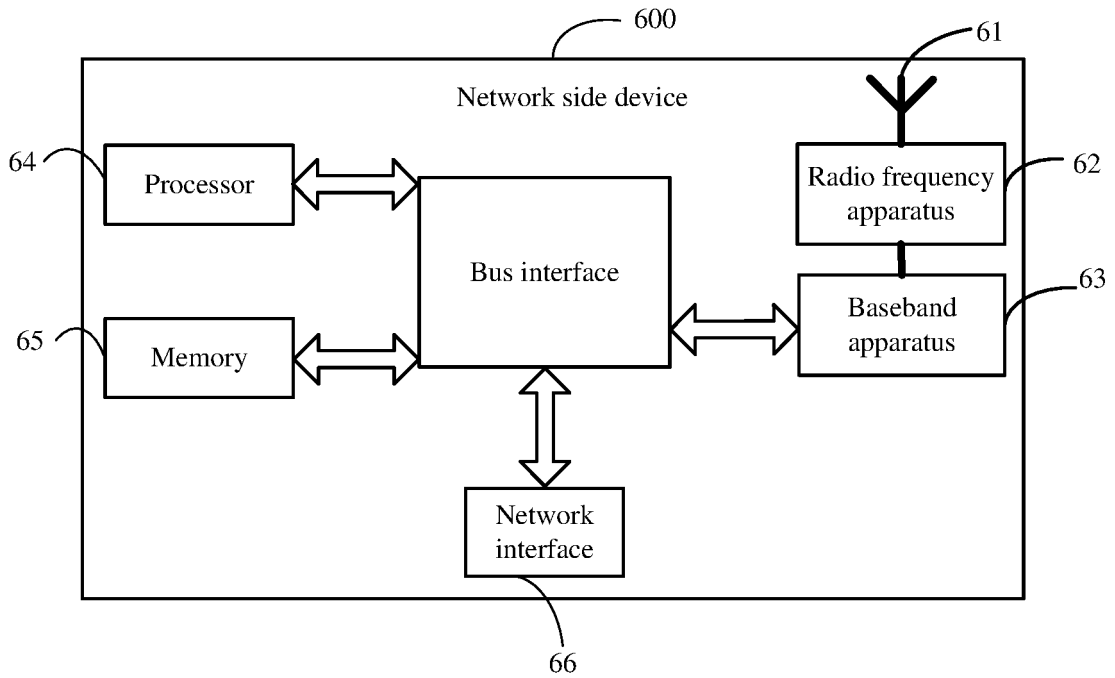 600
61
Network side device
64
Processor
Radio frequency
apparatus
62
Bus interface
65
Memory
Baseband
apparatus
63
Network
interface
66